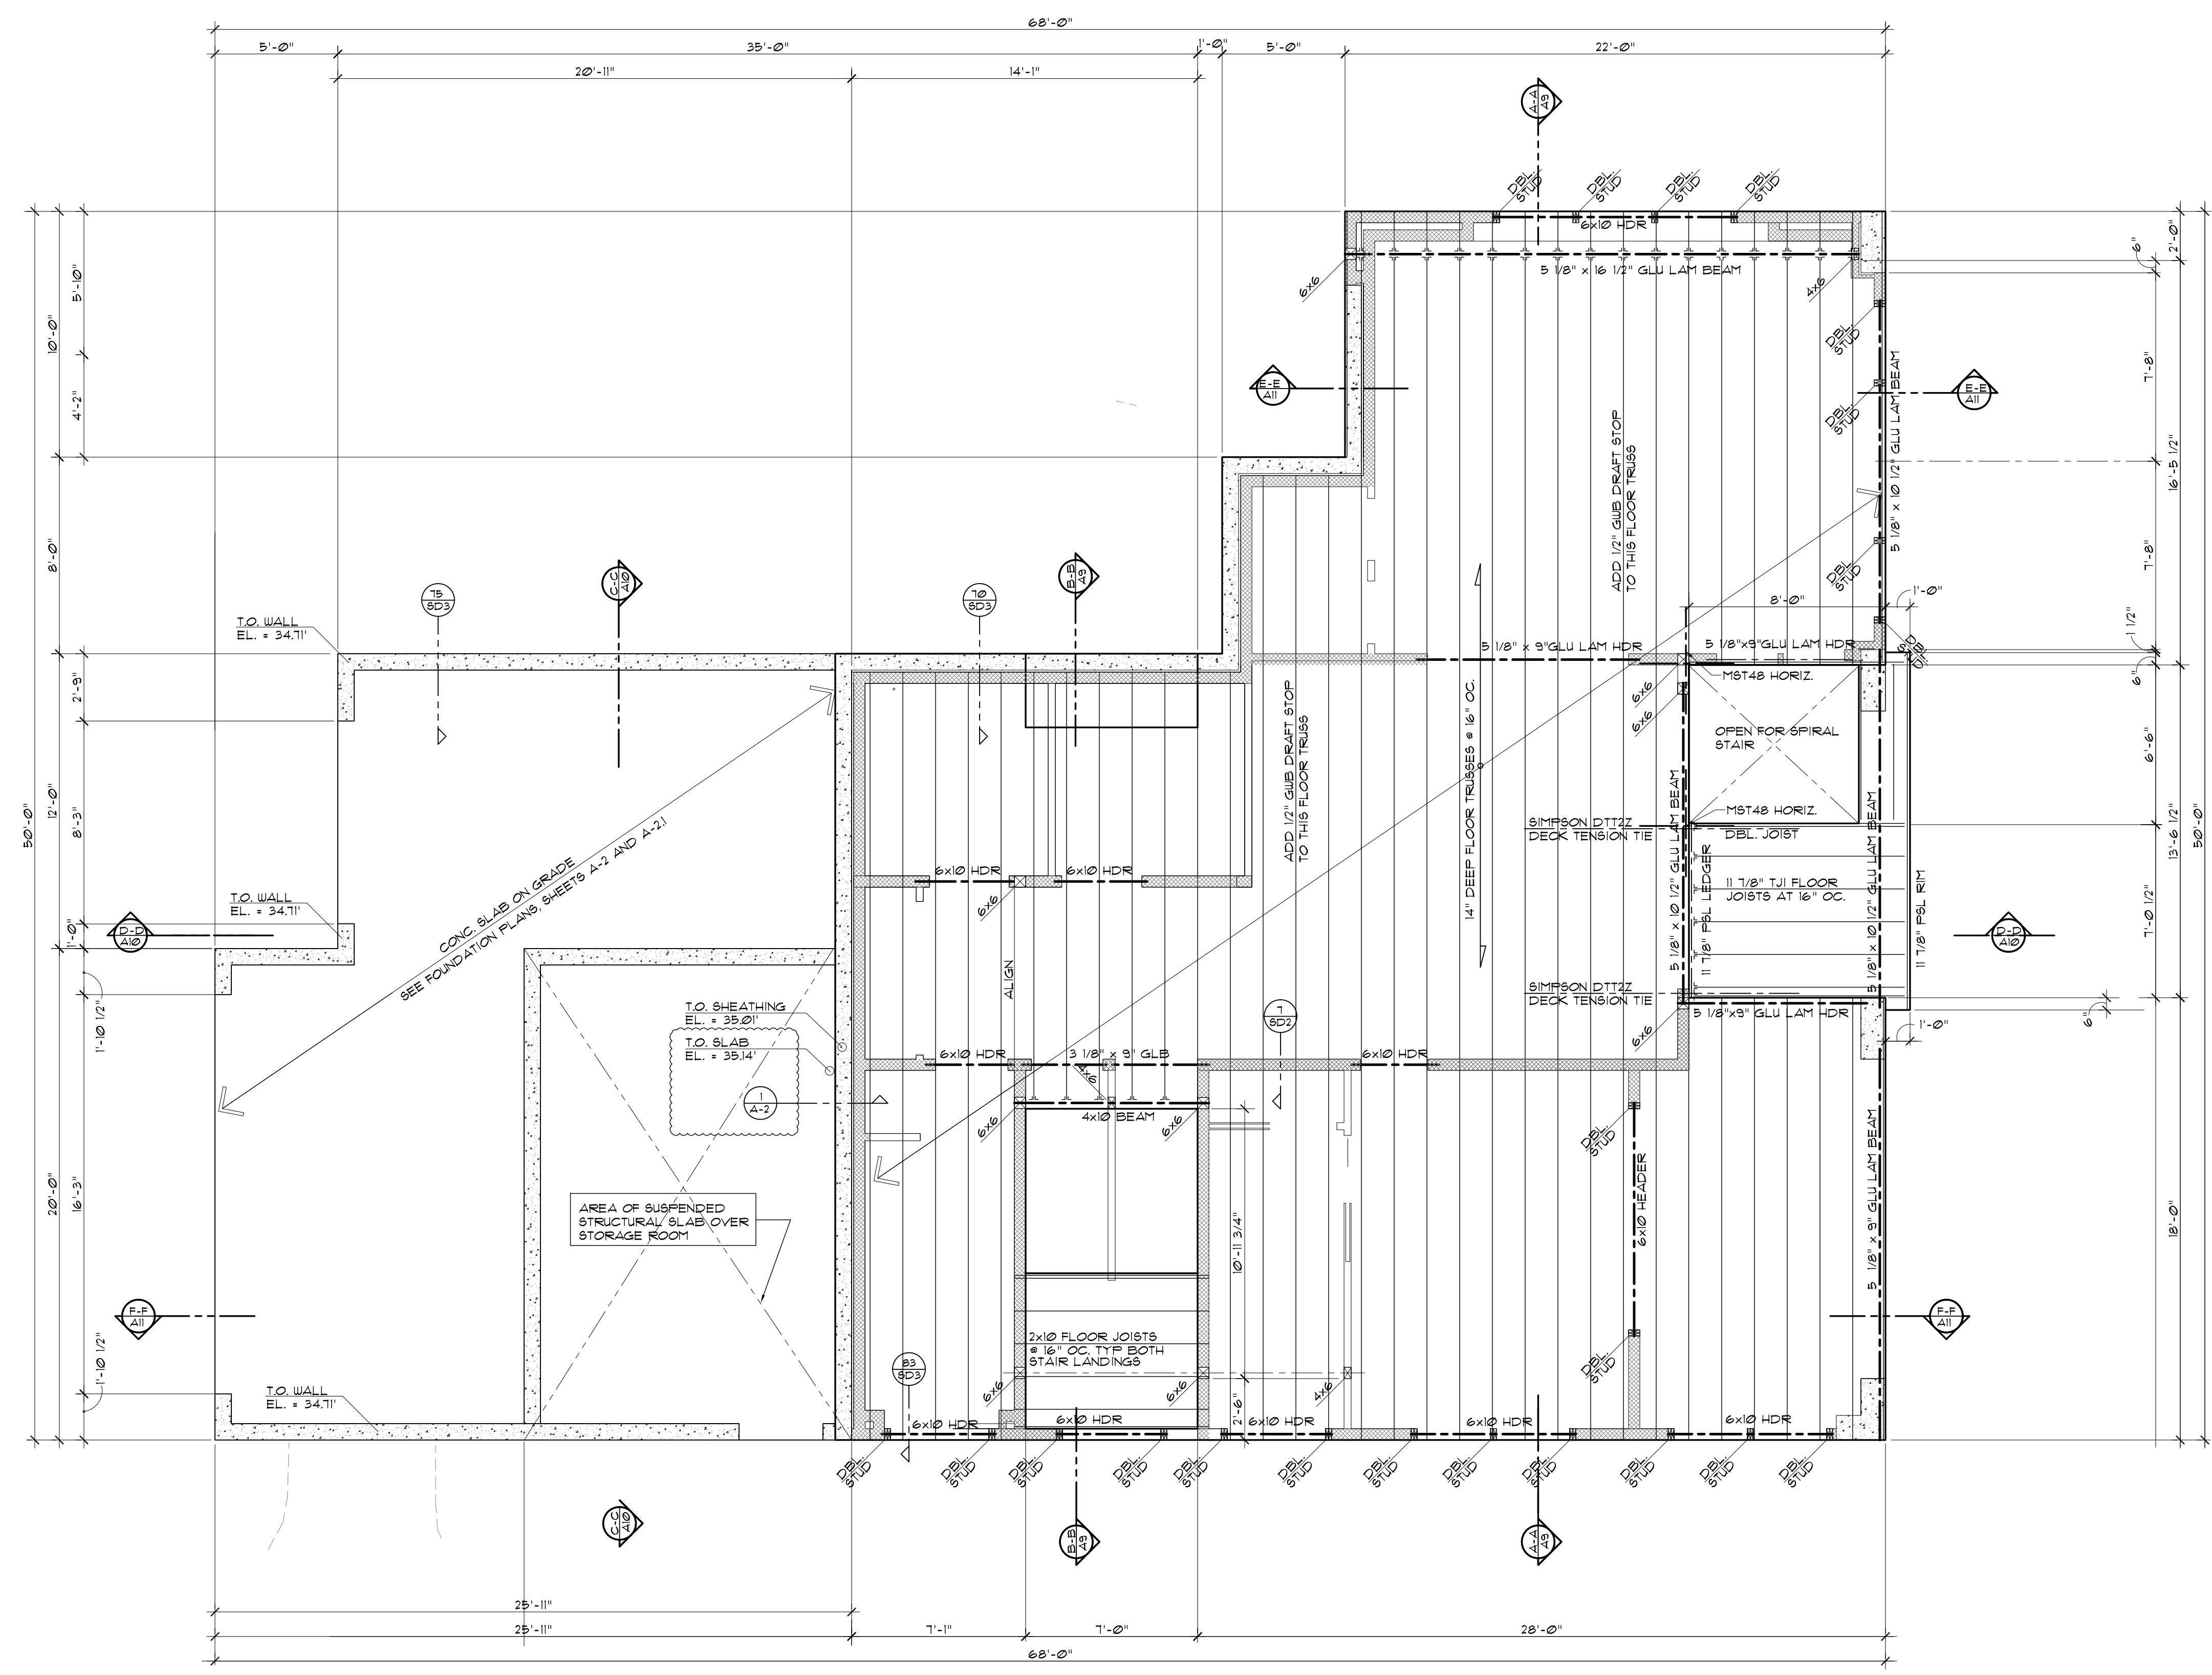 68'-0"
5'-0"
35'-0"
1'-0"
5'-0"
22'-0"
20'-11"
14'-1"
A-A
A9
DBL.
STUD
DBL.
STUD
DBL.
STUD
DBL.
STUD
6x10 HDR
5 1/8" x 16 1/2" GLU LAM BEAM
6x6
4x6
DBL.
STUD
DBL.
STUD
DBL.
STUD
DBL.
STUD
5'-10"
10'-0"
4'-2"
8'-0"
2'-9"
12'-0"
8'-3"
50'-0"
1'-0"
1'-10 1/2"
20'-0"
16'-3"
1'-10 1/2"
6"
2'-0"
7'-8"
16'-5 1/2"
7'-8"
1 1/2"
6"
6'-6"
13'-6 1/2"
50'-0"
7'-0 1/2"
6"
18'-0"
E-E
A11
E-E
A11
5 1/8" x 10 1/2" GLU LAM BEAM
ADD 1/2" GWB DRAFT STOP
TO THIS FLOOR TRUSS
75
SD3
C-C
A10
70
SD3
B-B
A9
T.O. WALL
EL. = 34.71'
8'-0"
1'-0"
5 1/8" x 9"GLU LAM HDR
5 1/8"x9"GLU LAM HDR
MST48 HORIZ.
6x6
6x6
OPEN FOR SPIRAL
STAIR
ADD 1/2" GWB DRAFT STOP
TO THIS FLOOR TRUSS
14" DEEP FLOOR TRUSSES @ 16" OC.
MST48 HORIZ.
SIMPSON DTT2Z
DECK TENSION TIE
DBL. JOIST
5 1/8" x 10 1/2" GLU LAM BEAM
11 7/8" PSL LEDGER
11 7/8" TJI FLOOR
JOISTS AT 16" OC.
5 1/8" x 10 1/2" GLU LAM BEAM
11 7/8" PSL RIM
CONC. SLAB ON GRADE
SEE FOUNDATION PLANS, SHEETS A-2 AND A-2.1
6x10 HDR
6x10 HDR
6x6
T.O. WALL
EL. = 34.71'
D-D
A10
D-D
A10
ALIGN
SIMPSON DTT2Z
DECK TENSION TIE
5 1/8"x9" GLU LAM HDR
6x6
1'-0"
T.O. SHEATHING
EL. = 35.01'
T.O. SLAB
EL. = 35.14'
1
A-2
7
SD2
6x10 HDR
3 1/8" x 9" GLB
4x6
6x10 HDR
4x10 BEAM
6x6
6x6
DBL.
STUD
6x10 HEADER
5 1/8" x 9" GLU LAM BEAM
AREA OF SUSPENDED
STRUCTURAL SLAB OVER
STORAGE ROOM
10'-11 3/4"
F-F
A11
F-F
A11
2x10 FLOOR JOISTS
@ 16" OC. TYP BOTH
STAIR LANDINGS
DBL.
STUD
83
SD3
6x6
6x6
4x6
T.O. WALL
EL. = 34.71'
2'-6"
6x10 HDR
6x10 HDR
6x10 HDR
6x10 HDR
6x10 HDR
DBL.
STUD
DBL.
STUD
DBL.
STUD
DBL.
STUD
DBL.
STUD
DBL.
STUD
DBL.
STUD
DBL.
STUD
DBL.
STUD
DBL.
STUD
DBL.
STUD
DBL.
STUD
C-C
A10
B-B
A9
A-A
A9
25'-11"
25'-11"
7'-1"
7'-0"
28'-0"
68'-0"